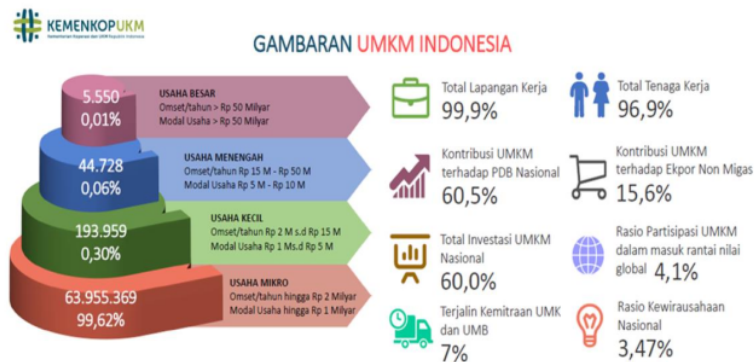 KEMENKOPUKM
Kementerian Koperasi dan UKM Republik Indonesia
GAMBARAN UMKM INDONESIA
5.550
0,01%
USAHA BESAR
Omset/tahun > Rp 50 Milyar
Modal Usaha > Rp 50 Milyar
44.728
0,06%
USAHA MENENGAH
Omset/tahun Rp 15 M - Rp 50 M
Modal Usaha Rp 5 M - Rp 10 M
193.959
0,30%
USAHA KECIL
Omset/tahun Rp 2 M s.d Rp 15 M
Modal Usaha Rp 1 Ms.d Rp 5 M
63.955.369
99,62%
USAHA MIKRO
Omset/tahun hingga Rp 2 Milyar
Modal Usaha hingga Rp 1 Milyar
Total Lapangan Kerja
99,9%
Total Tenaga Kerja
96,9%
Kontribusi UMKM
terhadap PDB Nasional
60,5%
Kontribusi UMKM
terhadap Ekpor Non Migas
15,6%
Total Investasi UMKM
Nasional
60,0%
Rasio Partisipasi UMKM
dalam masuk rantai nilai
global 4,1%
Terjalin Kemitraan UMK
dan UMB
7%
Rasio Kewirausahaan
Nasional
3,47%